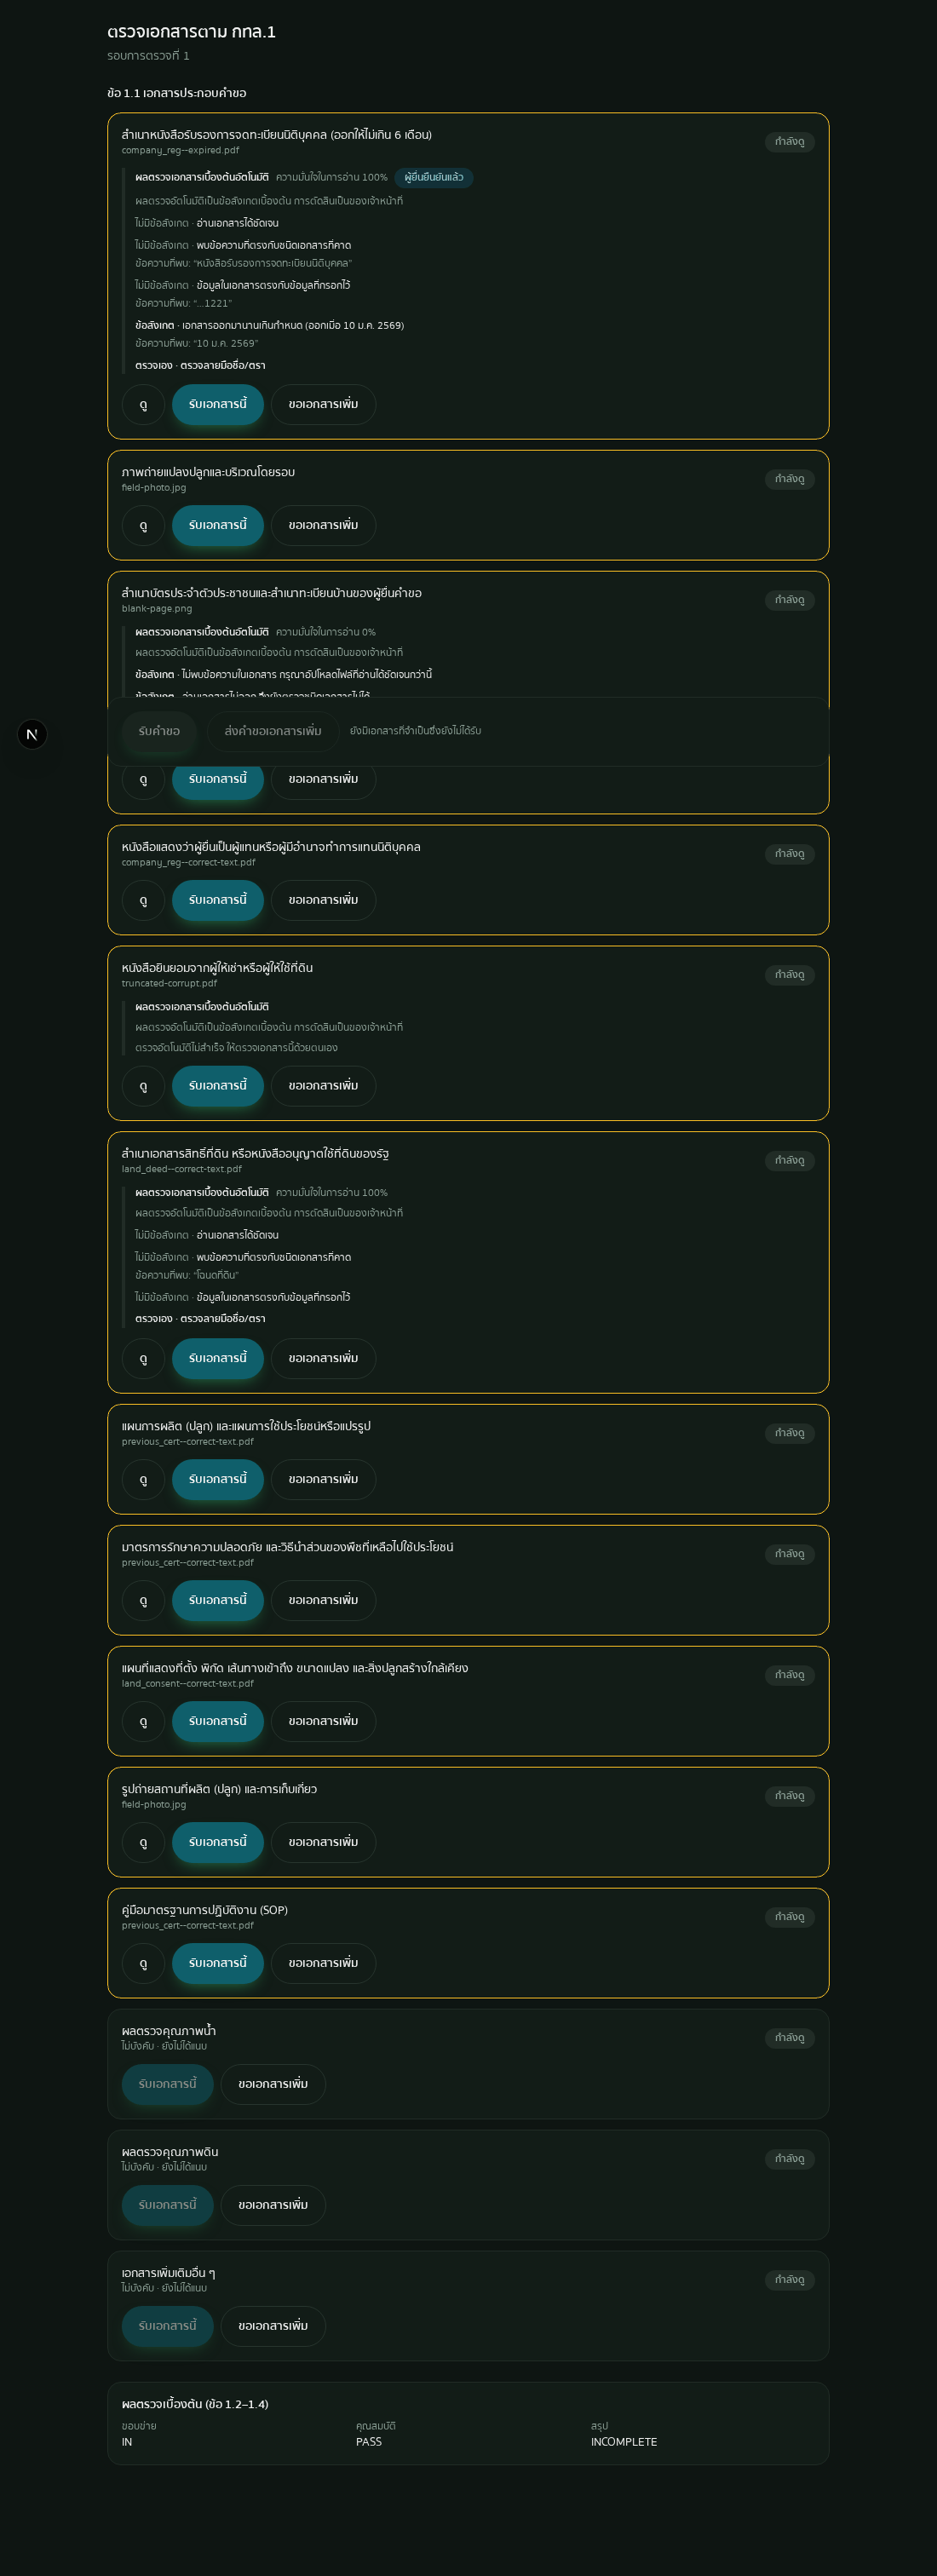 ตรวจเอกสารตาม กทล.1
รอบการตรวจที่ 1
ข้อ 1.1 เอกสารประกอบคำขอ
สำเนาหนังสือรับรองการจดทะเบียนนิติบุคคล (ออกให้ไม่เกิน 6 เดือน)
กำลังดู
company_reg--expired.pdf
ผลตรวจเอกสารเบื้องต้นอัตโนมัติ ความมั่นใจในการอ่าน 100% ผู้ยื่นยืนยันแล้ว
ผลตรวจอัตโนมัติเป็นข้อสังเกตเบื้องต้น การตัดสินเป็นของเจ้าหน้าที่
ไม่มีข้อสังเกต · อ่านเอกสารได้ชัดเจน
ไม่มีข้อสังเกต · พบข้อความที่ตรงกับชนิดเอกสารที่คาด
ข้อความที่พบ: “หนังสือรับรองการจดทะเบียนนิติบุคคล”
ไม่มีข้อสังเกต · ข้อมูลในเอกสารตรงกับข้อมูลที่กรอกไว้
ข้อความที่พบ: “…1221”
ข้อสังเกต · เอกสารออกมานานเกินกำหนด (ออกเมื่อ 10 ม.ค. 2569)
ข้อความที่พบ: “10 ม.ค. 2569”
ตรวจเอง · ตรวจลายมือชื่อ/ตรา
ดู รับเอกสารนี้ ขอเอกสารเพิ่ม
ภาพถ่ายแปลงปลูกและบริเวณโดยรอบ
กำลังดู
field-photo.jpg
ดู รับเอกสารนี้ ขอเอกสารเพิ่ม
สำเนาบัตรประจำตัวประชาชนและสำเนาทะเบียนบ้านของผู้ยื่นคำขอ
กำลังดู
blank-page.png
ผลตรวจเอกสารเบื้องต้นอัตโนมัติ ความมั่นใจในการอ่าน 0%
ผลตรวจอัตโนมัติเป็นข้อสังเกตเบื้องต้น การตัดสินเป็นของเจ้าหน้าที่
ข้อสังเกต · ไม่พบข้อความในเอกสาร กรุณาอัปโหลดไฟล์ที่อ่านได้ชัดเจนกว่านี้
รับคำขอ ส่งคำขอเอกสารเพิ่ม ยังมีเอกสารที่จำเป็นซึ่งยังไม่ได้รับ
ดู รับเอกสารนี้ ขอเอกสารเพิ่ม
หนังสือแสดงว่าผู้ยื่นเป็นผู้แทนหรือผู้มีอำนาจทำการแทนนิติบุคคล
กำลังดู
company_reg--correct-text.pdf
ดู รับเอกสารนี้ ขอเอกสารเพิ่ม
หนังสือยินยอมจากผู้ให้เช่าหรือผู้ให้ใช้ที่ดิน
กำลังดู
truncated-corrupt.pdf
ผลตรวจเอกสารเบื้องต้นอัตโนมัติ
ผลตรวจอัตโนมัติเป็นข้อสังเกตเบื้องต้น การตัดสินเป็นของเจ้าหน้าที่
ตรวจอัตโนมัติไม่สำเร็จ ให้ตรวจเอกสารนี้ด้วยตนเอง
ดู รับเอกสารนี้ ขอเอกสารเพิ่ม
สำเนาเอกสารสิทธิ์ที่ดิน หรือหนังสืออนุญาตใช้ที่ดินของรัฐ
กำลังดู
land_deed--correct-text.pdf
ผลตรวจเอกสารเบื้องต้นอัตโนมัติ ความมั่นใจในการอ่าน 100%
ผลตรวจอัตโนมัติเป็นข้อสังเกตเบื้องต้น การตัดสินเป็นของเจ้าหน้าที่
ไม่มีข้อสังเกต · อ่านเอกสารได้ชัดเจน
ไม่มีข้อสังเกต · พบข้อความที่ตรงกับชนิดเอกสารที่คาด
ข้อความที่พบ: “โฉนดที่ดิน”
ไม่มีข้อสังเกต · ข้อมูลในเอกสารตรงกับข้อมูลที่กรอกไว้
ตรวจเอง · ตรวจลายมือชื่อ/ตรา
ดู รับเอกสารนี้ ขอเอกสารเพิ่ม
แผนการผลิต (ปลูก) และแผนการใช้ประโยชน์หรือแปรรูป
กำลังดู
previous_cert--correct-text.pdf
ดู รับเอกสารนี้ ขอเอกสารเพิ่ม
มาตรการรักษาความปลอดภัย และวิธีนำส่วนของพืชที่เหลือไปใช้ประโยชน์
กำลังดู
previous_cert--correct-text.pdf
ดู รับเอกสารนี้ ขอเอกสารเพิ่ม
แผนที่แสดงที่ตั้ง พิกัด เส้นทางเข้าถึง ขนาดแปลง และสิ่งปลูกสร้างใกล้เคียง
กำลังดู
land_consent--correct-text.pdf
ดู รับเอกสารนี้ ขอเอกสารเพิ่ม
รูปถ่ายสถานที่ผลิต (ปลูก) และการเก็บเกี่ยว
กำลังดู
field-photo.jpg
ดู รับเอกสารนี้ ขอเอกสารเพิ่ม
คู่มือมาตรฐานการปฏิบัติงาน (SOP)
กำลังดู
previous_cert--correct-text.pdf
ดู รับเอกสารนี้ ขอเอกสารเพิ่ม
ผลตรวจคุณภาพน้ำ
กำลังดู
ไม่บังคับ · ยังไม่ได้แนบ
รับเอกสารนี้ ขอเอกสารเพิ่ม
ผลตรวจคุณภาพดิน
กำลังดู
ไม่บังคับ · ยังไม่ได้แนบ
รับเอกสารนี้ ขอเอกสารเพิ่ม
เอกสารเพิ่มเติมอื่น ๆ
กำลังดู
ไม่บังคับ · ยังไม่ได้แนบ
รับเอกสารนี้ ขอเอกสารเพิ่ม
ผลตรวจเบื้องต้น (ข้อ 1.2–1.4)
ขอบข่าย คุณสมบัติ สรุป
IN PASS INCOMPLETE